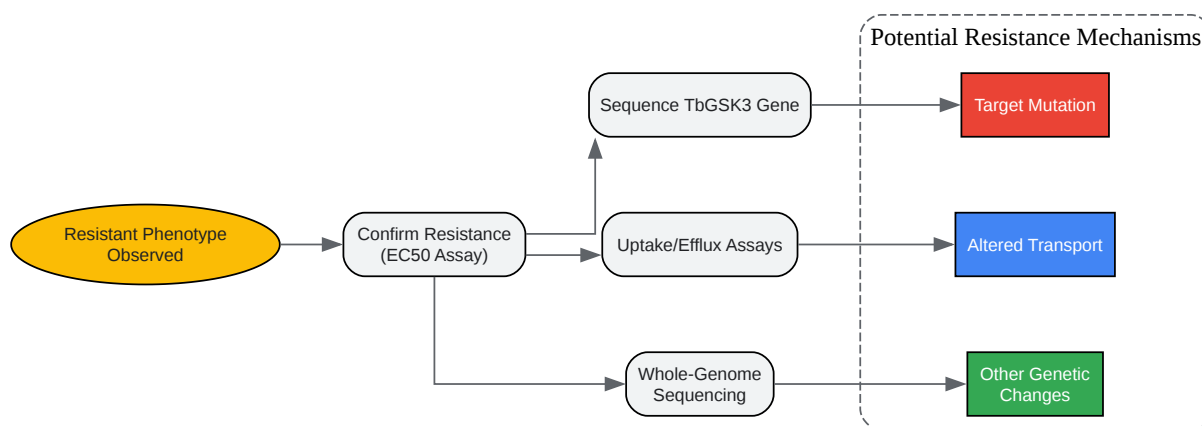 Potential Resistance Mechanisms
Sequence TbGSK3 Gene
Target Mutation
Resistant Phenotype
Observed
Confirm Resistance
(EC50 Assay)
Uptake/Efflux Assays
Altered Transport
Whole-Genome
Sequencing
Other Genetic
Changes